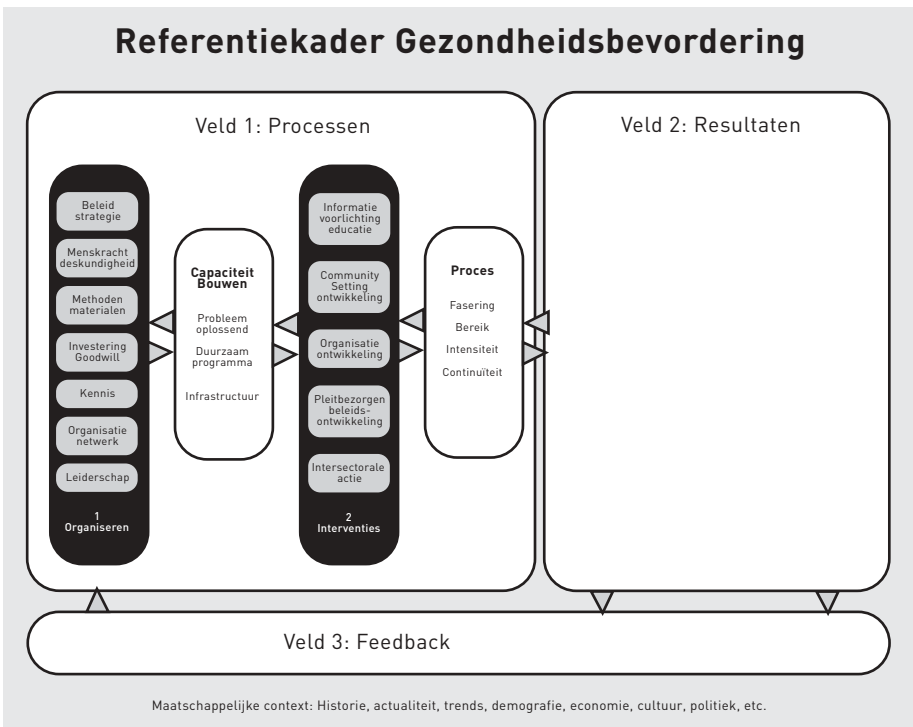 Referentiekader Gezondheidsbevordering
Veld 1: Processen
Beleid
strategie
Menskracht
deskundigheid
Methoden
materialen
Investering
Goodwill
Kennis
Organisatie
netwerk
Leiderschap
1
Organiseren
Capaciteit
Bouwen
Probleem
oplossend
Duurzaam
programma
Infrastructuur
Informatie
voorlichting
educatie
Community
Setting
ontwikkeling
Organisatie
ontwikkeling
Pleitbezorgen
beleids-
ontwikkeling
Intersectorale
actie
2
Interventies
Proces
Fasering
Bereik
Intensiteit
Continuïteit
Veld 2: Resultaten
Veld 3: Feedback
Maatschappelijke context: Historie, actualiteit, trends, demografie, economie, cultuur, politiek, etc.